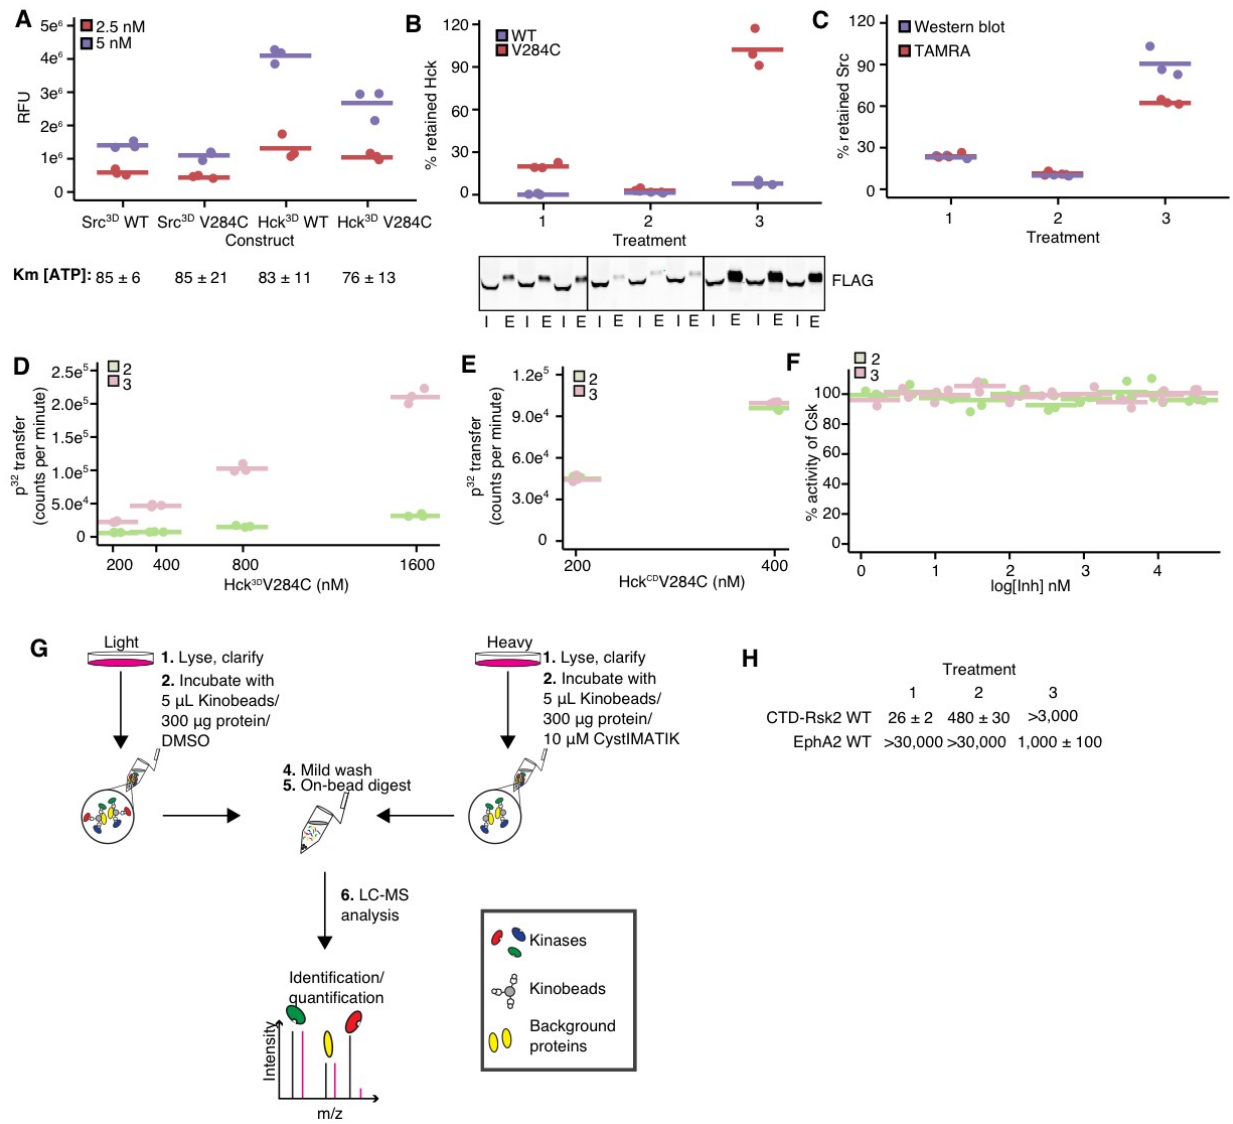 A
5e⁶
4e⁶
3e⁶
2e⁶
1e⁶
0
RFU
2.5 nM
5 nM
Src³ᴰ WT
Src³ᴰ V284C
Hck³ᴰ WT
Hck³ᴰ V284C
Construct
Km [ATP]: 85 ± 6 85 ± 21 83 ± 11 76 ± 13
B
120
90
60
30
0
% retained Hck
WT
V284C
1 2 3
Treatment
FLAG
I E I E I E I E I E I E I E I E I E
C
120
90
60
30
0
% retained Src
Western blot
TAMRA
1 2 3
Treatment
D
2.5e⁵
2.0e⁵
1.5e⁵
1.0e⁵
5.0e⁴
0
p³² transfer
(counts per minute)
2
3
200 400 800 1600
Hck³ᴰV284C (nM)
E
1.2e⁵
9.0e⁴
6.0e⁴
3.0e⁴
0
p³² transfer
(counts per minute)
2
3
200 400
HckᶜᴰV284C (nM)
F
2
3
100
80
60
40
20
0
% activity of Csk
0 1 2 3 4
log[Inh] nM
G
Light
1. Lyse, clarify
2. Incubate with
5 µL Kinobeads/
300 µg protein/
DMSO
Heavy
1. Lyse, clarify
2. Incubate with
5 µL Kinobeads/
300 µg protein/
10 µM CystIMATIK
4. Mild wash
5. On-bead digest
6. LC-MS
analysis
Identification/
quantification
Intensity
m/z
Kinases
Kinobeads
Background
proteins
H
Treatment
1 2 3
CTD-Rsk2 WT 26 ± 2 480 ± 30 >3,000
EphA2 WT >30,000 >30,000 1,000 ± 100